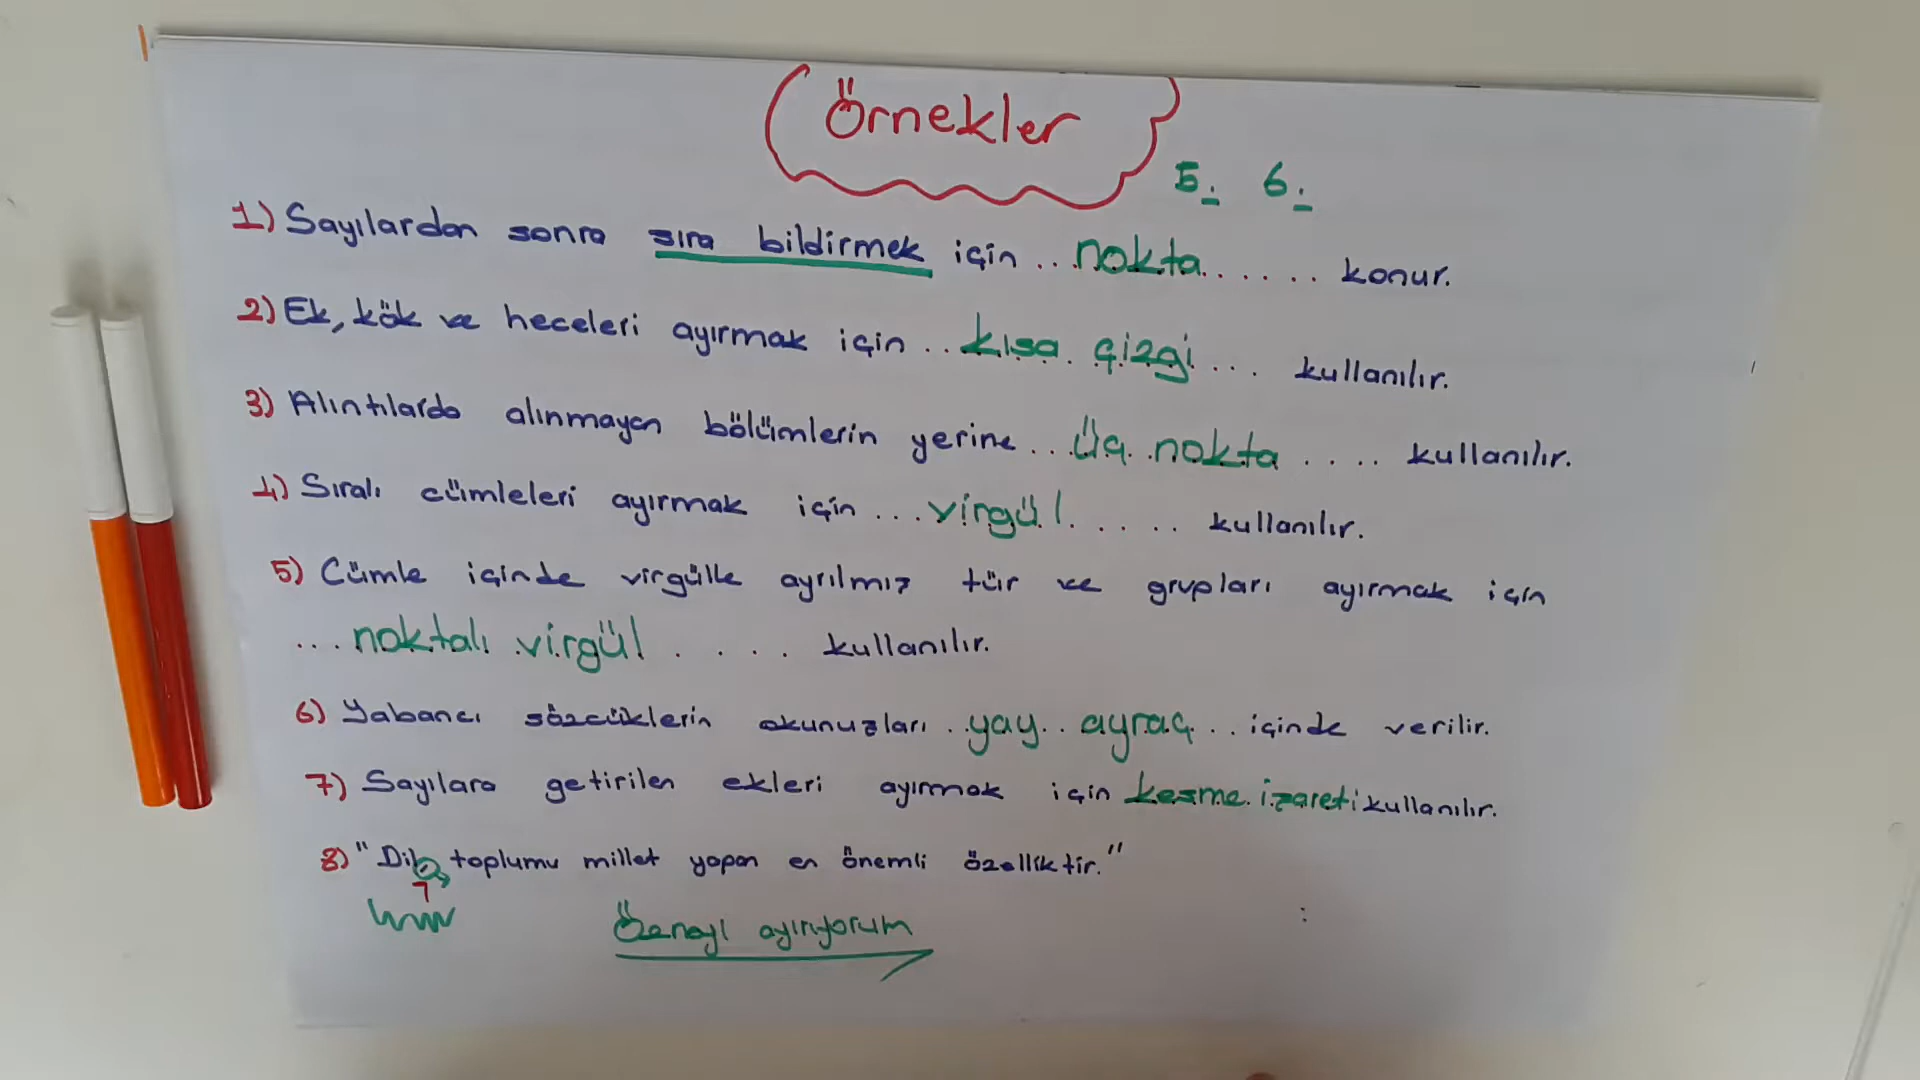 Örnekler
5. 6.
1) Sayılardan sonra sıra bildirmek için ..nokta...... konur.
2) Ek, kök ve heceleri ayırmak için ..kısa çizgi... kullanılır.
3) Alıntılarda alınmayan bölümlerin yerine ...üç nokta .... kullanılır.
4) Sıralı cümleleri ayırmak için ...virgül..... kullanılır.
5) Cümle içinde virgülle ayrılmış tür ve grupları ayırmak için
...noktalı virgül .... kullanılır.
6) Yabancı sözcüklerin okunuşları ..yay.. ayraç.. içinde verilir.
7) Sayılara getirilen ekleri ayırmak için kesme işareti kullanılır.
8) "Dil, toplumu millet yapan en önemli özelliktir."
?
Özneyi ayırıyorum
: